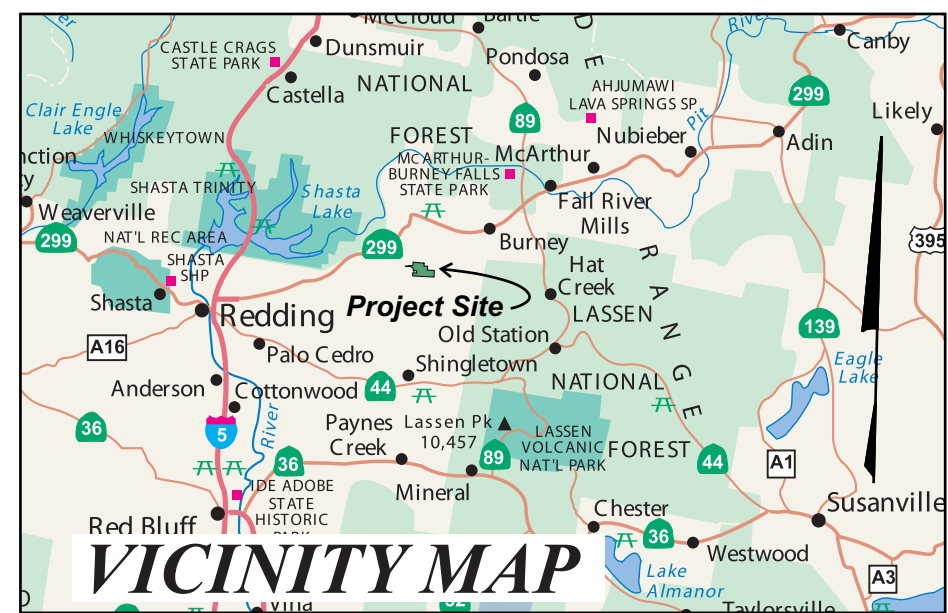 McCloud
Bartle
River
Canby
CASTLE CRAGS
STATE PARK
Dunsmuir
Castella
NATIONAL
Pondosa
D
E
AHJUMAWI
LAVA SPRINGS SP
299
Likely
Clair Engle
Lake
WHISKEYTOWN
FOREST
89
Nubieber
Pit
Adin
MCARTHUR-
BURNEY FALLS
STATE PARK
McArthur
SHASTA TRINITY
Shasta
Lake
Fall River
Mills
Weaverville
299
NAT'L REC AREA
299
Burney
395
SHASTA
SHP
Hat
Creek
R
A
N
G
E
Shasta
Project Site
LASSEN
Redding
Old Station
139
A16
Palo Cedro
Shingletown
Eagle
Lake
Anderson
Cottonwood
44
NATIONAL
36
5
River
Paynes
Creek
Lassen Pk
10,457
LASSEN
VOLCANIC
NAT'L PARK
FOREST
44
A1
36
89
Mineral
IDE ADOBE
STATE
HISTORIC
Red Bluff
Chester
36
Susanville
Westwood
VICINITY MAP
Lake
Almanor
A3
Vina
Taylorsville